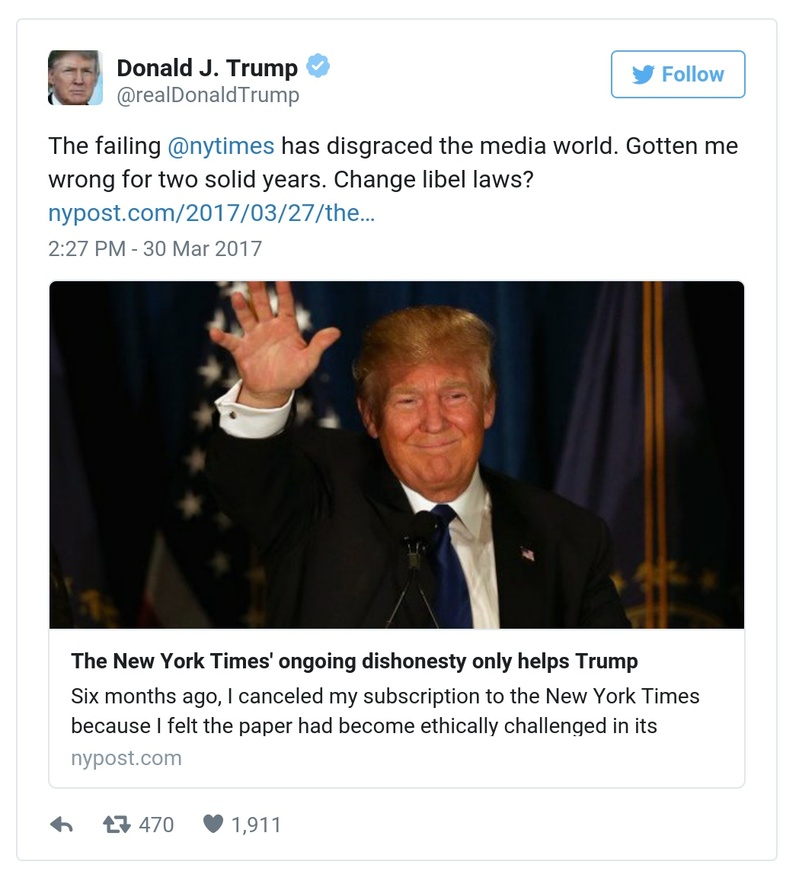 Donald J. Trump
@realDonaldTrump
Follow
The failing @nytimes has disgraced the media world. Gotten me
wrong for two solid years. Change libel laws?
nypost.com/2017/03/27/the…
2:27 PM - 30 Mar 2017
The New York Times' ongoing dishonesty only helps Trump
Six months ago, I canceled my subscription to the New York Times
because I felt the paper had become ethically challenged in its
nypost.com
470
1,911